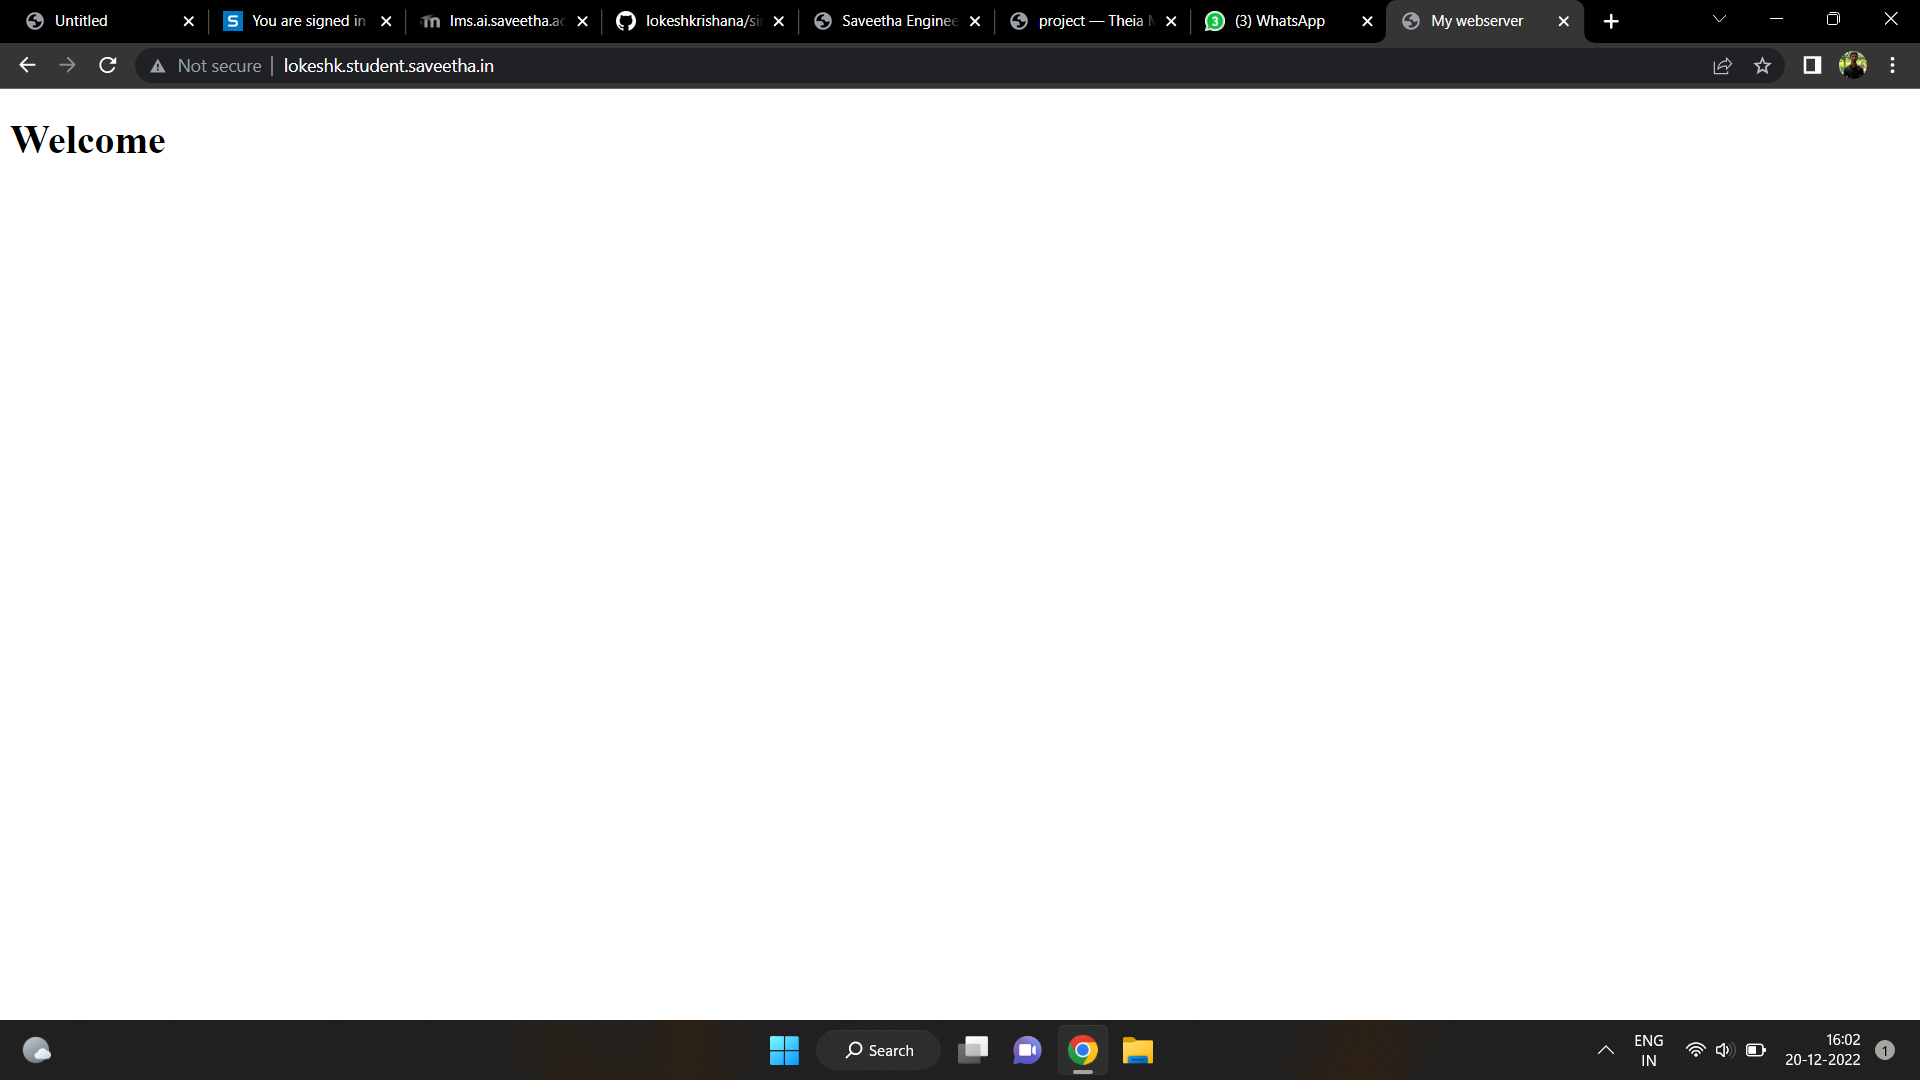 Untitled
You are signed in
lms.ai.saveetha.ac
lokeshkrishana/si
Saveetha Enginee
project — Theia
(3) WhatsApp
My webserver
Not secure
lokeshk.student.saveetha.in
Welcome
Search
ENG
IN
16:02
20-12-2022
1